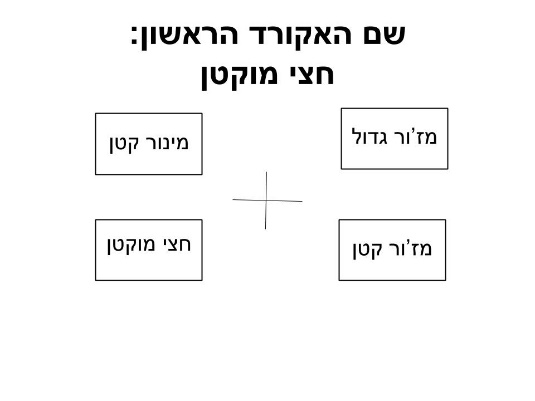 שם האקורד הראשון:
חצי מוקטן
מז'ור גדול
מינור קטן
מז'ור קטן
חצי מוקטן